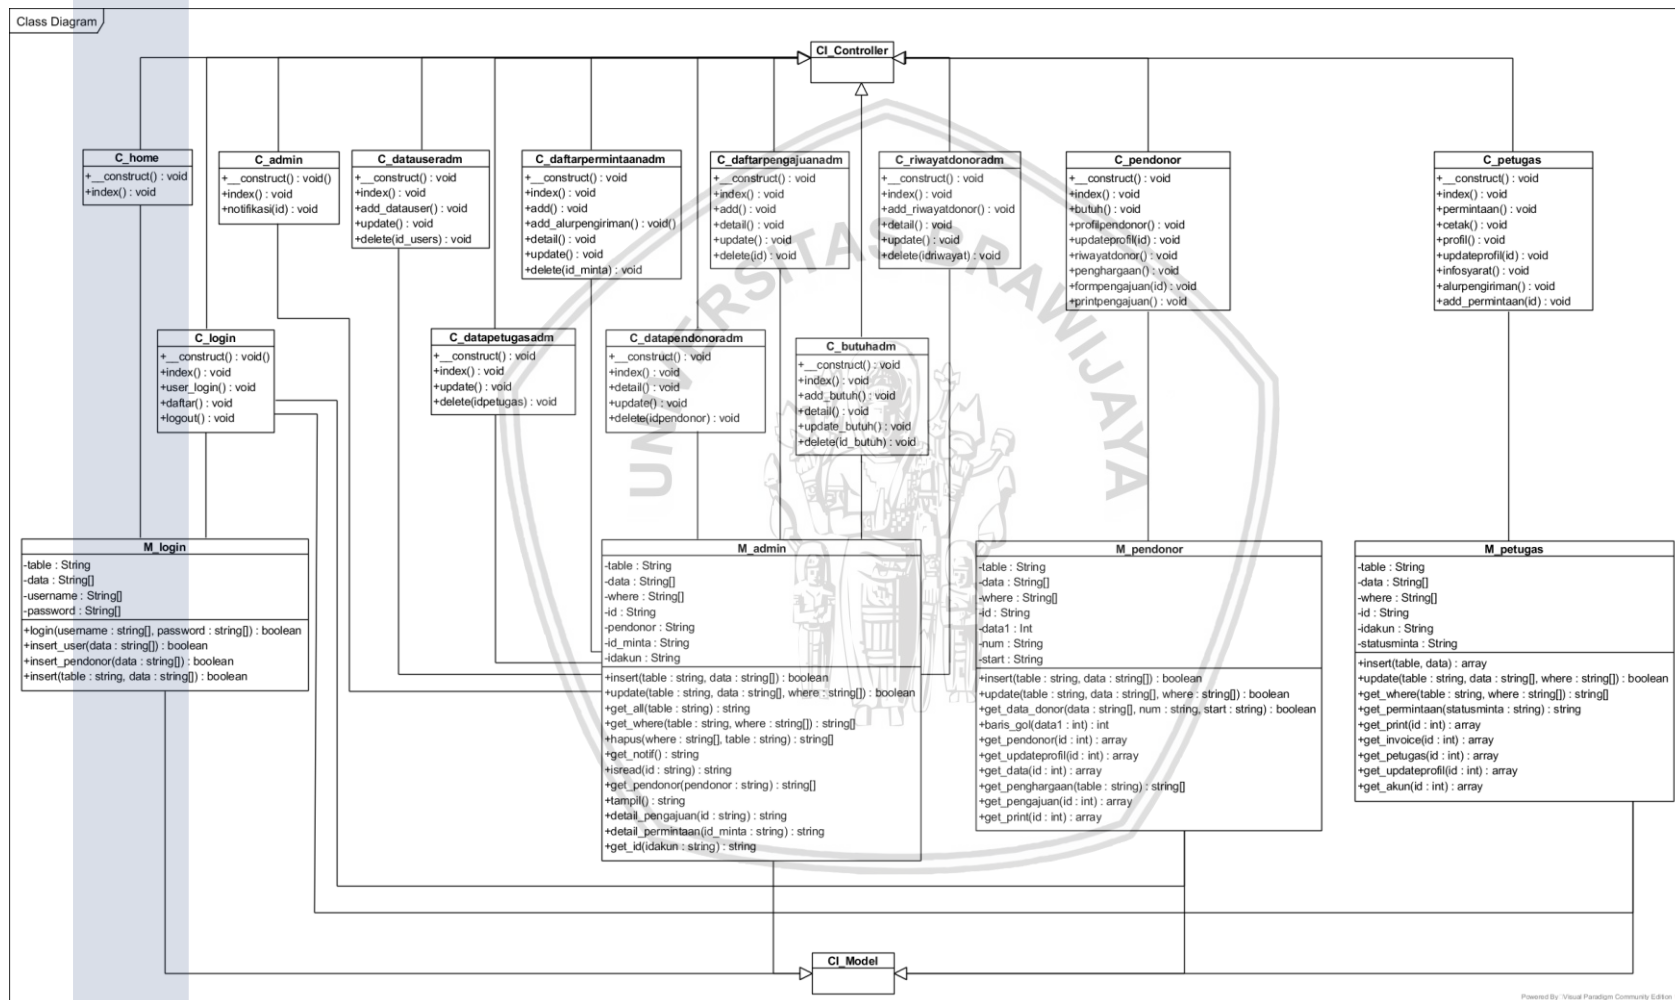 Class Diagram
CI_Controller
C_home
+__construct() : void
+index() : void
C_admin
+__construct() : void()
+index() : void
+notifikasi(id) : void
C_datauseradm
+__construct() : void
+index() : void
+add_datauser() : void
+update() : void
+delete(id_users) : void
C_daftarpermintaanadm
+__construct() : void
+index() : void
+add() : void
+add_alurpengiriman() : void()
+detail() : void
+update() : void
+delete(id_minta) : void
C_daftarpengajuanadm
+__construct() : void
+index() : void
+add() : void
+detail() : void
+update() : void
+delete(id) : void
C_riwayatdonoradm
+__construct() : void
+index() : void
+add_riwayatdonor() : void
+detail() : void
+update() : void
+delete(idriwayat) : void
C_pendonor
+__construct() : void
+index() : void
+butuh() : void
+profilpendonor() : void
+updateprofil(id) : void
+riwayatdonor() : void
+penghargaan() : void
+formpengajuan(id) : void
+printpengajuan() : void
C_petugas
+__construct() : void
+index() : void
+permintaan() : void
+cetak() : void
+profil() : void
+updateprofil(id) : void
+infosyarat() : void
+alurpengiriman() : void
+add_permintaan(id) : void
C_login
+__construct() : void()
+index() : void
+user_login() : void
+daftar() : void
+logout() : void
C_datapetugasadm
+__construct() : void
+index() : void
+update() : void
+delete(idpetugas) : void
C_datapendonoradm
+__construct() : void
+index() : void
+detail() : void
+update() : void
+delete(idpendonor) : void
C_butuhadm
+__construct() : void
+index() : void
+add_butuh() : void
+detail() : void
+update_butuh() : void
+delete(id_butuh) : void
UNIVERSITAS BRAWIJAYA
M_login
-table : String
-data : String[]
-username : String[]
-password : String[]
+login(username : string[], password : string[]) : boolean
+insert_user(data : string[]) : boolean
+insert_pendonor(data : string[]) : boolean
+insert(table : string, data : string[]) : boolean
M_admin
-table : String
-data : String[]
-where : String[]
-id : String
-pendonor : String
-id_minta : String
-idakun : String
+insert(table : string, data : string[]) : boolean
+update(table : string, data : string[], where : string[]) : boolean
+get_all(table : string) : string
+get_where(table : string, where : string[]) : string[]
+hapus(where : string[], table : string) : string[]
+get_notif() : string
+isread(id : string) : string
+get_pendonor(pendonor : string) : string[]
+tampil() : string
+detail_pengajuan(id : string) : string
+detail_permintaan(id_minta : string) : string
+get_id(idakun : string) : string
M_pendonor
-table : String
-data : String[]
-where : String[]
-id : String
-data1 : Int
-num : String
-start : String
+insert(table : string, data : string[]) : boolean
+update(table : string, data : string[], where : string[]) : boolean
+get_data_donor(data : string[], num : string, start : string) : boolean
+baris_gol(data1 : int) : int
+get_pendonor(id : int) : array
+get_updateprofil(id : int) : array
+get_data(id : int) : array
+get_penghargaan(table : string) : string[]
+get_pengajuan(id : int) : array
+get_print(id : int) : array
M_petugas
-table : String
-data : String[]
-where : String[]
-id : String
-idakun : String
-statusminta : String
+insert(table, data) : array
+update(table : string, data : string[], where : string[]) : boolean
+get_where(table : string, where : string[]) : string[]
+get_permintaan(statusminta : string) : string
+get_print(id : int) : array
+get_invoice(id : int) : array
+get_petugas(id : int) : array
+get_updateprofil(id : int) : array
+get_akun(id : int) : array
CI_Model
Powered By : Visual Paradigm Community Edition